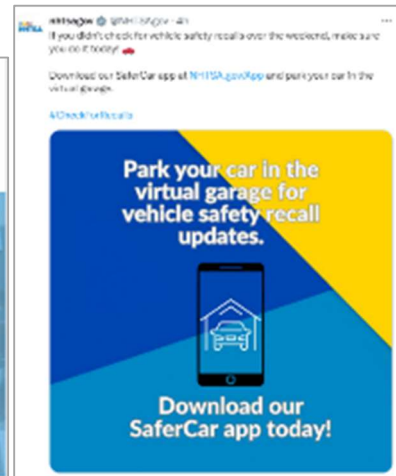 nhtsagov @NHTSAgov · 4h
If you didn't check for vehicle safety recalls over the weekend, make sure
you do it today! 🚗
Download our SaferCar app at NHTSA.gov/App and park your car in the
virtual garage.
#CheckForRecalls
Park your car in the
virtual garage for
vehicle safety recall
updates.
Download our
SaferCar app today!